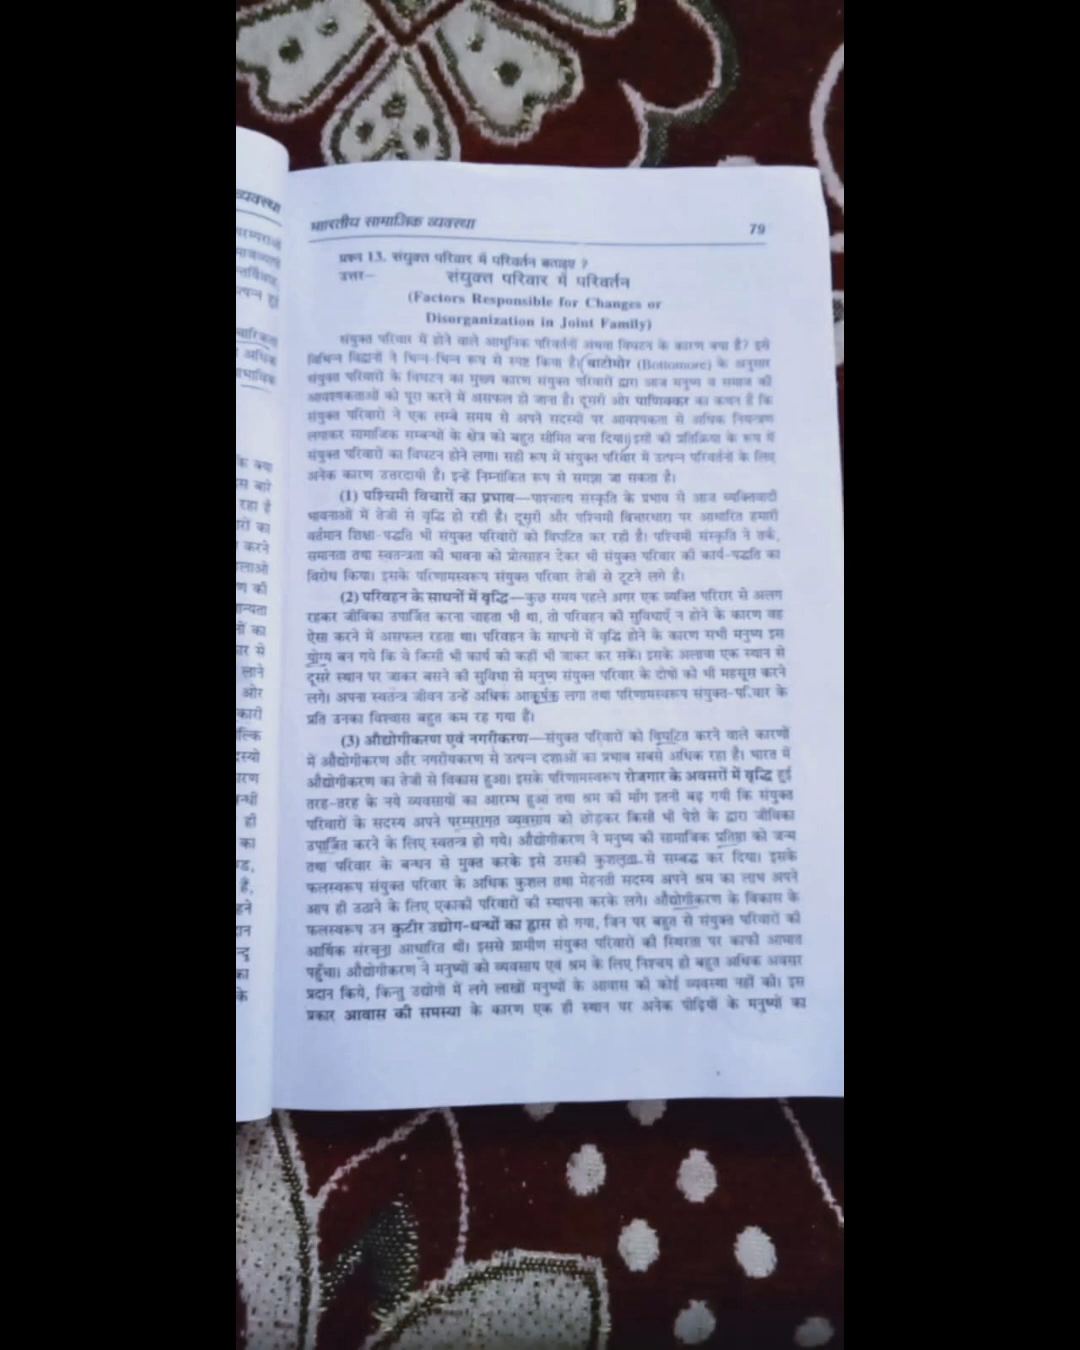 व्यवस्था
भारतीय सामाजिक व्यवस्था 79
प्रश्न 13. संयुक्त परिवार में परिवर्तन बताइए ?
उत्तर— संयुक्त परिवार में परिवर्तन
(Factors Responsible for Changes or
Disorganization in Joint Family)
संयुक्त परिवार में होने वाले आधुनिक परिवर्तनों अथवा विघटन के कारण क्या है? इसे
विभिन्न विद्वानों ने भिन्न-भिन्न रूप से स्पष्ट किया है। बाटोमोर (Bottomore) के अनुसार
संयुक्त परिवारों के विघटन का मुख्य कारण संयुक्त परिवारों द्वारा आज मनुष्य व समाज की
आवश्यकताओं को पूरा करने में असफल हो जाना है। दूसरी ओर पाणिक्कर का कथन है कि
संयुक्त परिवारों ने एक लम्बे समय से अपने सदस्यों पर आवश्यकता से अधिक नियन्त्रण
लगाकर सामाजिक सम्बन्धों के क्षेत्र को बहुत सीमित बना दिया। इसी की प्रतिक्रिया के रूप में
संयुक्त परिवारों का विघटन होने लगा। सही रूप में संयुक्त परिवार में उत्पन्न परिवर्तनों के लिए
अनेक कारण उत्तरदायी है। इन्हें निम्नांकित रूप से समझा जा सकता है।
(1) पश्चिमी विचारों का प्रभाव—पाश्चात्य संस्कृति के प्रभाव से आज व्यक्तिवादी
भावनाओं में तेजी से वृद्धि हो रही है। दूसरी और पश्चिमी विचारधारा पर आधारित हमारी
वर्तमान शिक्षा-पद्धति भी संयुक्त परिवारों को विघटित कर रही है। पश्चिमी संस्कृति ने तर्क,
समानता तथा स्वतन्त्रता की भावना को प्रोत्साहन देकर भी संयुक्त परिवार की कार्य-पद्धति का
विरोध किया। इसके परिणामस्वरूप संयुक्त परिवार तेजी से टूटने लगे है।
(2) परिवहन के साधनों में वृद्धि—कुछ समय पहले अगर एक व्यक्ति परिरार से अलग
रहकर जीविका उपार्जित करना चाहता भी था, तो परिवहन की सुविधाएँ न होने के कारण वह
ऐसा करने में असफल रहता था। परिवहन के साधनों में वृद्धि होने के कारण सभी मनुष्य इस
योग्य बन गये कि वे किसी भी कार्य को कहीं भी जाकर कर सकें। इसके अलावा एक स्थान से
दूसरे स्थान पर जाकर बसने की सुविधा से मनुष्य संयुक्त परिवार के दोषों को भी महसूस करने
लगे। अपना स्वतन्त्र जीवन उन्हें अधिक आकर्षक लगा तथा परिणामस्वरूप संयुक्त-परिवार के
प्रति उनका विश्वास बहुत कम रह गया है।
(3) औद्योगीकरण एवं नगरीकरण—संयुक्त परिवारों को विघटित करने वाले कारणों
में औद्योगीकरण और नगरीयकरण से उत्पन्न दशाओं का प्रभाव सबसे अधिक रहा है। भारत में
औद्योगीकरण का तेजी से विकास हुआ। इसके परिणामस्वरूप रोजगार के अवसरों में वृद्धि हुई
तरह-तरह के नये व्यवसायों का आरम्भ हुआ तथा श्रम की माँग इतनी बढ़ गयी कि संयुक्त
परिवारों के सदस्य अपने परम्परागत व्यवसाय को छोड़कर किसी भी पेशे के द्वारा जीविका
उपार्जित करने के लिए स्वतन्त्र हो गये। औद्योगीकरण ने मनुष्य की सामाजिक प्रतिष्ठा को जन्म
तथा परिवार के बन्धन से मुक्त करके इसे उसकी कुशलता से सम्बद्ध कर दिया। इसके
फलस्वरूप संयुक्त परिवार के अधिक कुशल तथा मेहनती सदस्य अपने श्रम का लाभ अपने
आप ही उठाने के लिए एकाकी परिवारों की स्थापना करके लगे। औद्योगीकरण के विकास के
फलस्वरूप उन कुटीर उद्योग-धन्धों का ह्रास हो गया, जिन पर बहुत से संयुक्त परिवारों की
आर्थिक संरचना आधारित थी। इससे ग्रामीण संयुक्त परिवारों की स्थिरता पर काफी आघात
पहुँचा। औद्योगीकरण ने मनुष्यों को व्यवसाय एवं श्रम के लिए निश्चय ही बहुत अधिक अवसर
प्रदान किये, किन्तु उद्योगों में लगे लाखों मनुष्यों के आवास की कोई व्यवस्था नहीं की। इस
प्रकार आवास की समस्या के कारण एक ही स्थान पर अनेक पीढ़ियों के मनुष्यों का